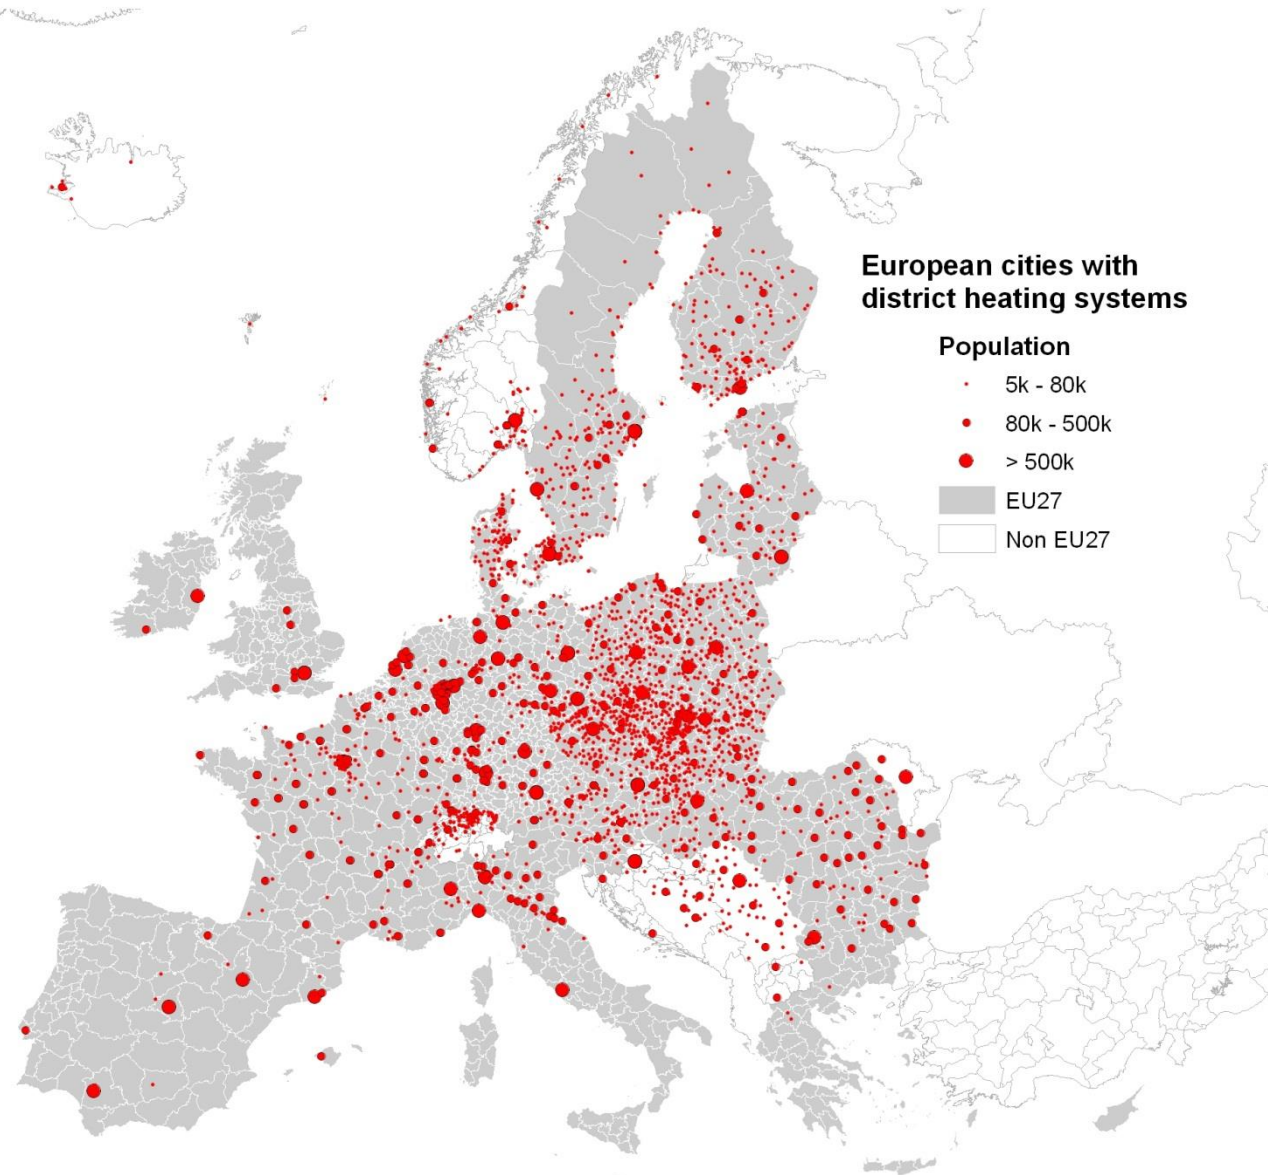 European cities with
district heating systems
Population
5k - 80k
80k - 500k
> 500k
EU27
Non EU27